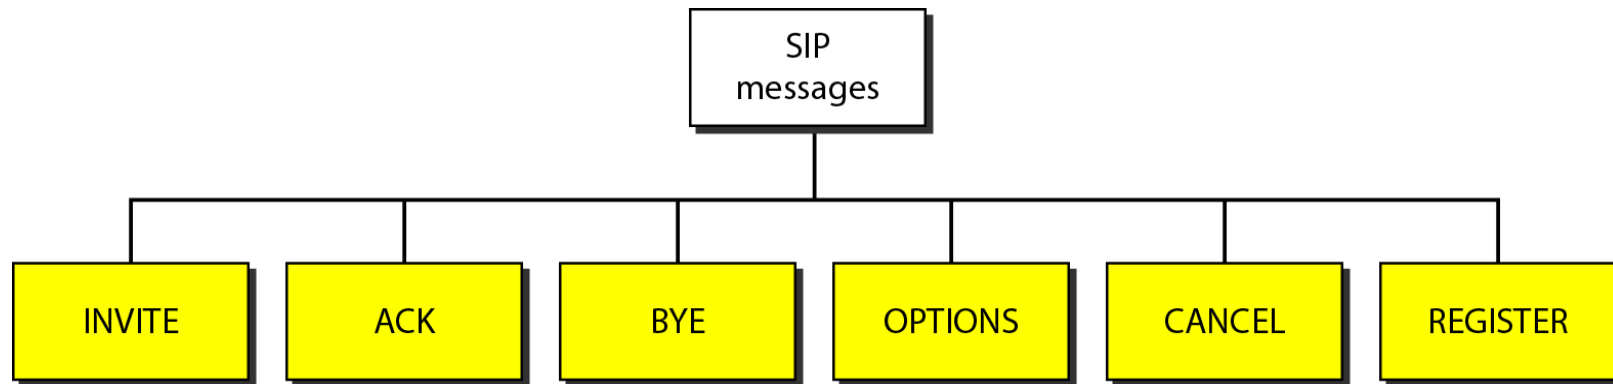 SIP
messages
INVITE
ACK
BYE
OPTIONS
CANCEL
REGISTER